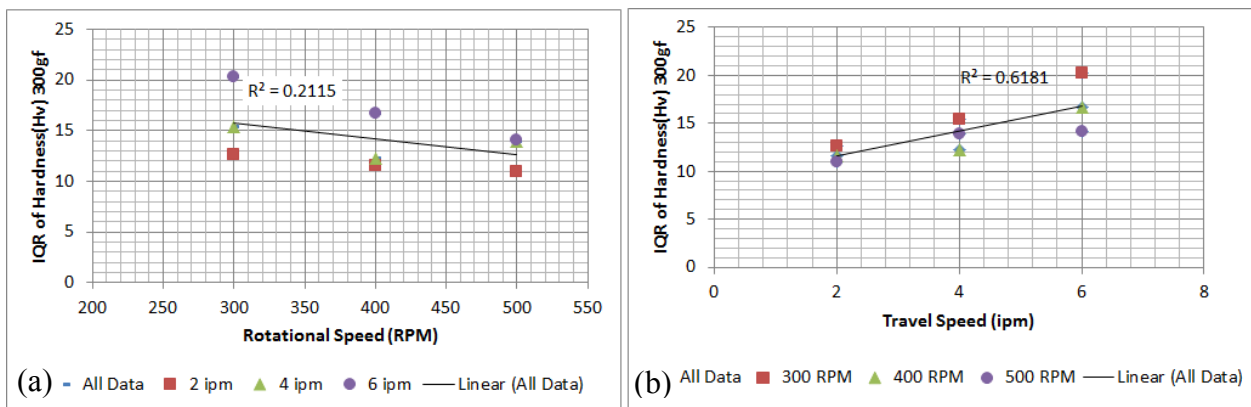 IQR of Hardness(Hv) 300gf
25
20
15
10
5
0
R² = 0.2115
200 250 300 350 400 450 500 550
Rotational Speed (RPM)
(a) All Data 2 ipm 4 ipm 6 ipm Linear (All Data)
IQR of Hardness(Hv) 300gf
25
20
15
10
5
0
R² = 0.6181
0 2 4 6 8
Travel Speed (ipm)
(b) All Data 300 RPM 400 RPM 500 RPM Linear (All Data)